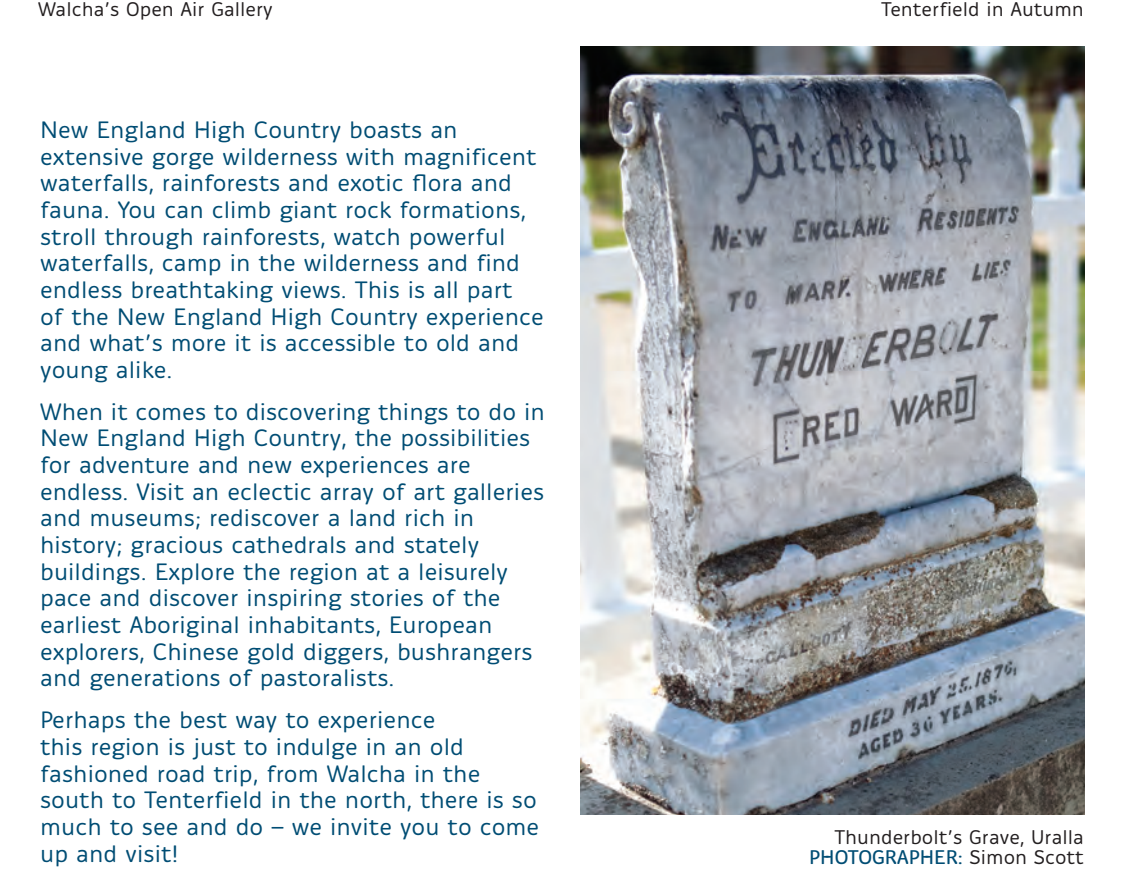 Walcha's Open Air Gallery
Tenterfield in Autumn
New England High Country boasts an
extensive gorge wilderness with magnificent
waterfalls, rainforests and exotic flora and
fauna. You can climb giant rock formations,
stroll through rainforests, watch powerful
waterfalls, camp in the wilderness and find
endless breathtaking views. This is all part
of the New England High Country experience
and what's more it is accessible to old and
young alike.
When it comes to discovering things to do in
New England High Country, the possibilities
for adventure and new experiences are
endless. Visit an eclectic array of art galleries
and museums; rediscover a land rich in
history; gracious cathedrals and stately
buildings. Explore the region at a leisurely
pace and discover inspiring stories of the
earliest Aboriginal inhabitants, European
explorers, Chinese gold diggers, bushrangers
and generations of pastoralists.
Perhaps the best way to experience
this region is just to indulge in an old
fashioned road trip, from Walcha in the
south to Tenterfield in the north, there is so
much to see and do – we invite you to come
up and visit!
Erected by
NEW ENGLAND RESIDENTS
TO MARK WHERE LIES
THUNDERBOLT
[FRED WARD]
DIED MAY 25.1870,
AGED 36 YEARS.
Thunderbolt's Grave, Uralla
PHOTOGRAPHER: Simon Scott